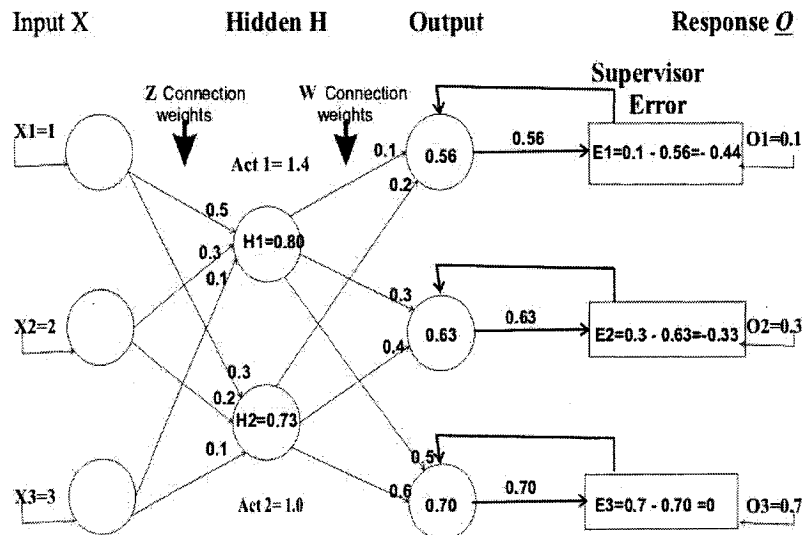 Input X
Hidden H
Output
Response O
Supervisor
Error
Z Connection
weights
W Connection
weights
X1=1
Act 1= 1.4
0.1
0.56
0.56
E1=0.1 - 0.56=- 0.44
O1=0.1
0.2
0.5
H1=0.80
0.3
0.1
0.3
X2=2
0.63
0.63
E2=0.3 - 0.63=-0.33
O2=0.3
0.4
0.3
0.2
H2=0.73
0.1
0.5
X3=3
0.6
0.70
0.70
E3=0.7 - 0.70 =0
O3=0.7
Act 2= 1.0